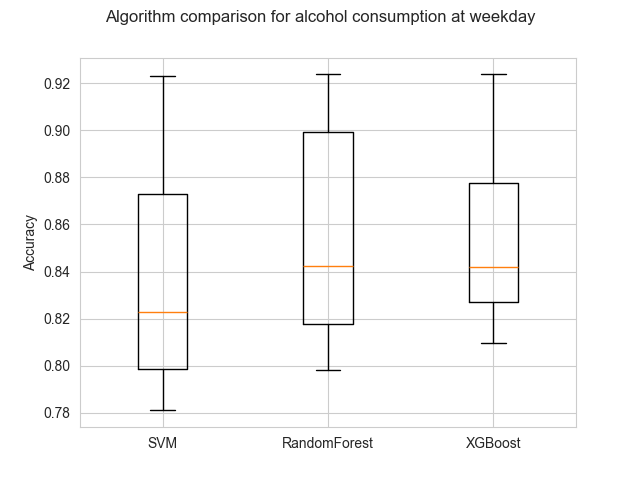 Algorithm comparison for alcohol consumption at weekday
Accuracy
0.92
0.90
0.88
0.86
0.84
0.82
0.80
0.78
SVM
RandomForest
XGBoost